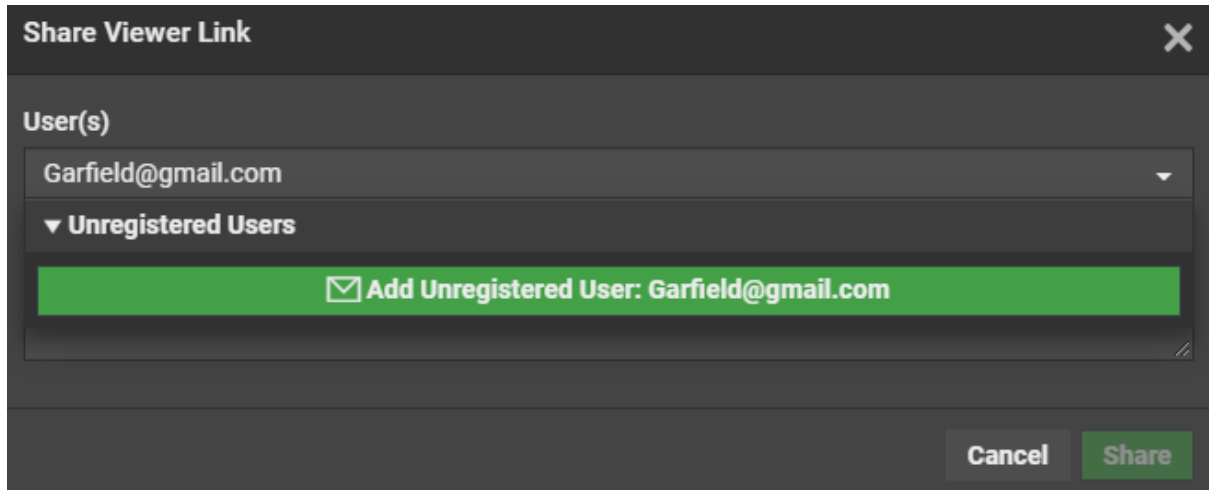 Share Viewer Link
User(s)
Garfield@gmail.com
Unregistered Users
Add Unregistered User: Garfield@gmail.com
Cancel Share